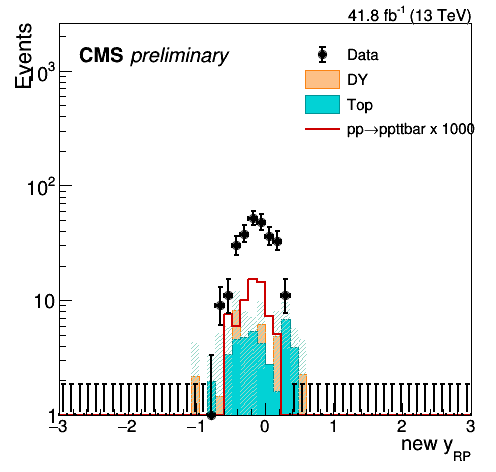 41.8 fb⁻¹ (13 TeV)
Events
CMS preliminary
Data
DY
Top
pp→ppttbar x 1000
10³
10²
10
1
−3 −2 −1 0 1 2 3
new y_RP